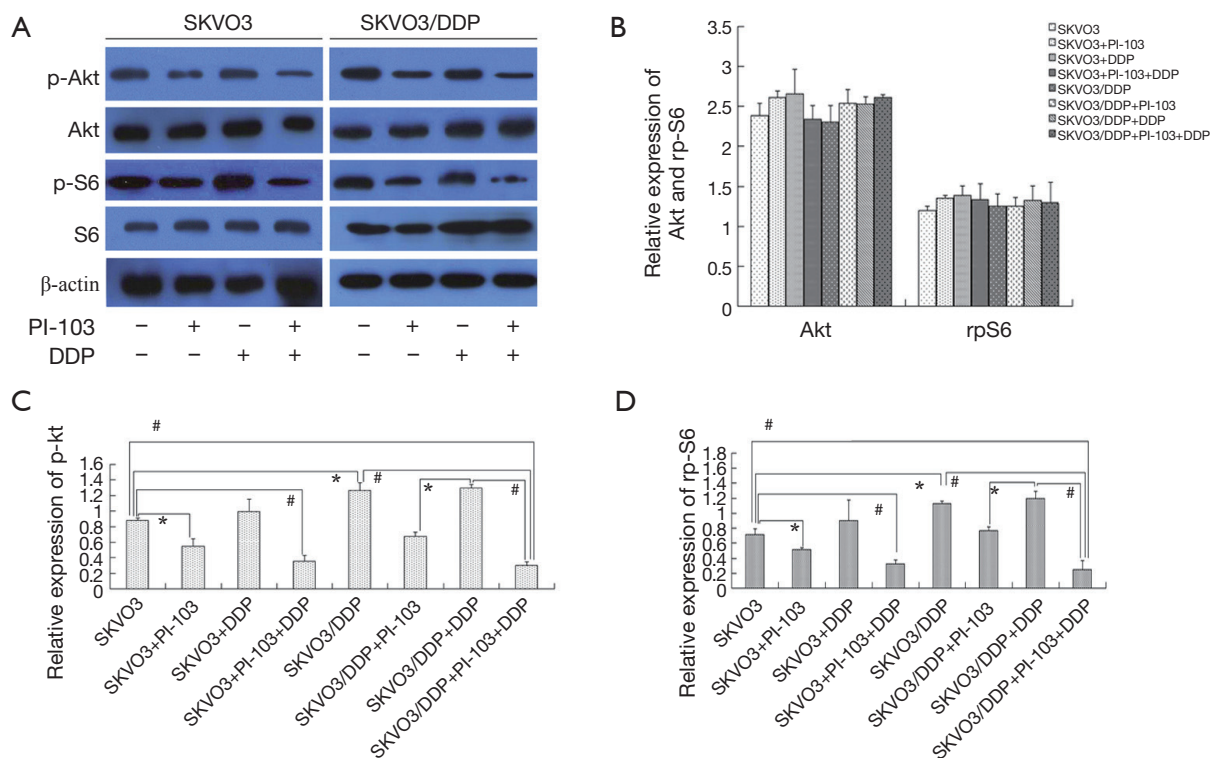 A
SKVO3 SKVO3/DDP
p-Akt
Akt
p-S6
S6
β-actin
PI-103 – + – + – + – +
DDP – – + + – – + +
B
Relative expression of
Akt and rp-S6
3
2.5
2
1.5
1
0.5
0
Akt rpS6
SKVO3
SKVO3+PI-103
SKVO3+DDP
SKVO3+PI-103+DDP
SKVO3/DDP
SKVO3/DDP+PI-103
SKVO3/DDP+DDP
SKVO3/DDP+PI-103+DDP
C
Relative expression of p-kt
1.6
1.4
1.2
1
0.8
0.6
0.4
0.2
0
#
*
#
*
#
*
#
SKVO3
SKVO3+PI-103
SKVO3+DDP
SKVO3+PI-103+DDP
SKVO3/DDP
SKVO3/DDP+PI-103
SKVO3/DDP+DDP
SKVO3/DDP+PI-103+DDP
D
Relative expression of rp-S6
1.8
1.6
1.4
1.2
1
0.8
0.6
0.4
0.2
0
#
*
#
*
#
*
#
SKVO3
SKVO3+PI-103
SKVO3+DDP
SKVO3+PI-103+DDP
SKVO3/DDP
SKVO3/DDP+PI-103
SKVO3/DDP+DDP
SKVO3/DDP+PI-103+DDP